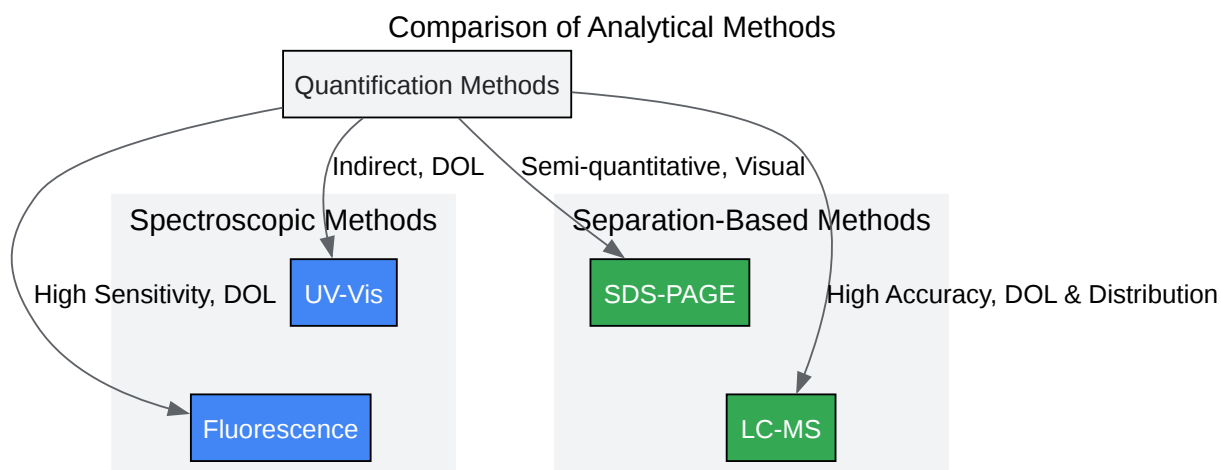 Comparison of Analytical Methods
Quantification Methods
Indirect, DOL
Semi-quantitative, Visual
Spectroscopic Methods
Separation-Based Methods
High Sensitivity, DOL
UV-Vis
SDS-PAGE
High Accuracy, DOL & Distribution
Fluorescence
LC-MS